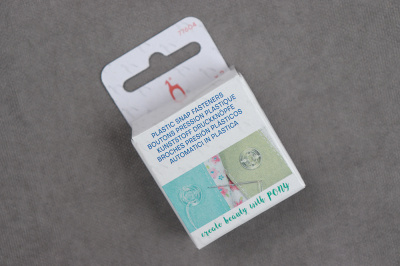 PLASTIC SNAP FASTENERS
BOUTONS PRESSION PLASTIQUE
KUNSTSTOFF DRUCKKNÖPFE
BROCHES PRESIÓN PLÁSTICOS
AUTOMATICI IN PLASTICA
create beauty with PONY